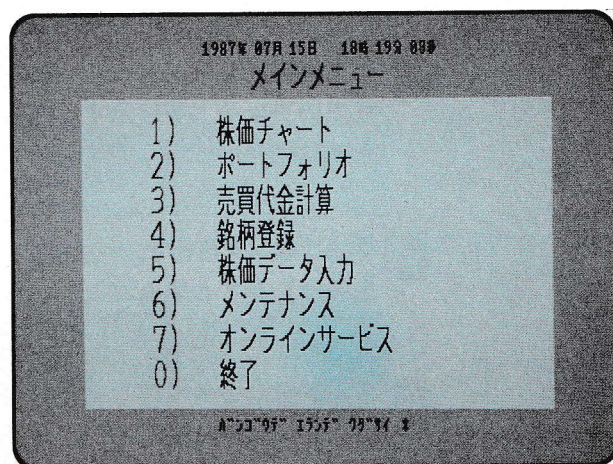 1987年 07月 15日 18時 19分 08秒
メインメニュー
1) 株価チャート
2) ポートフォリオ
3) 売買代金計算
4) 銘柄登録
5) 株価データ入力
6) メンテナンス
7) オンラインサービス
0) 終了
バンゴウデ エランデ クダサイ